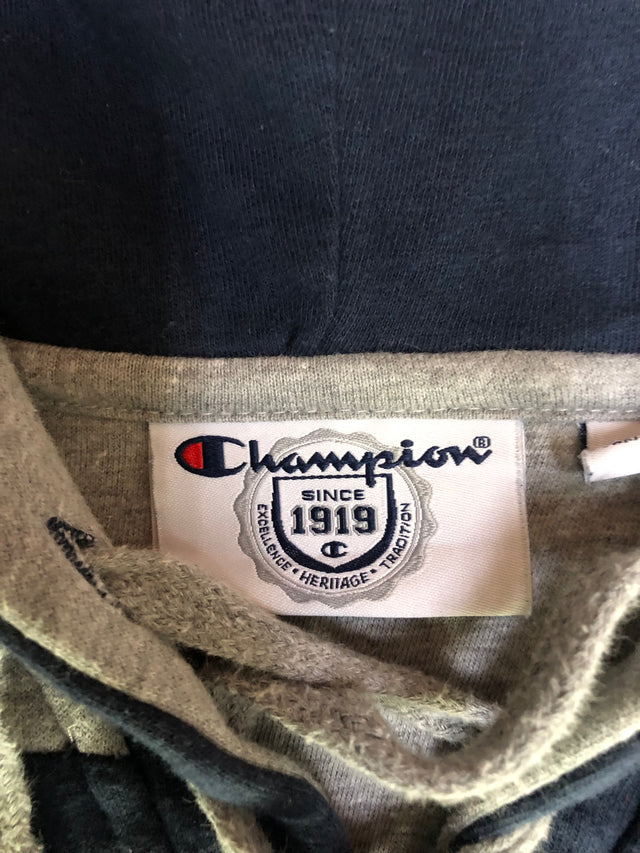 Champion®
SINCE
1919
EXCELLENCE • HERITAGE • TRADITION